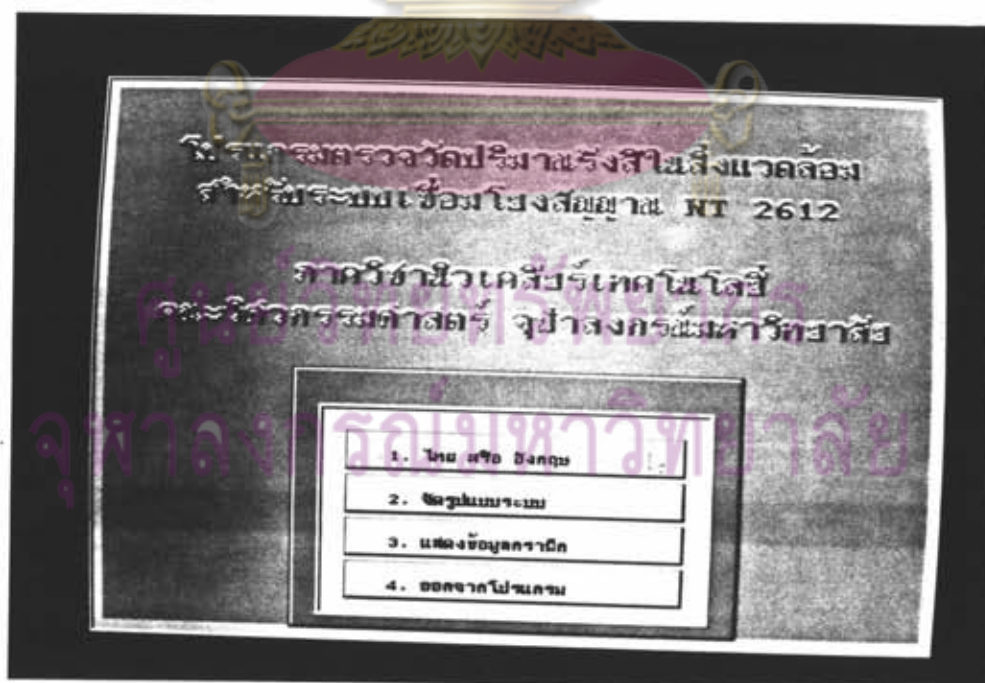 โปรแกรมตรวจวัดปริมาณรังสีในสิ่งแวดล้อม
สำหรับระบบเชื่อมโยงสัญญาณ NT 2612
ภาควิชานิวเคลียร์เทคโนโลยี
คณะวิศวกรรมศาสตร์ จุฬาลงกรณ์มหาวิทยาลัย
ศูนย์วิทยทรัพยากร
จุฬาลงกรณ์มหาวิทยาลัย
1. ไทย หรือ อังกฤษ
2. จัดรูปแบบระบบ
3. แสดงข้อมูลกราฟิก
4. ออกจากโปรแกรม